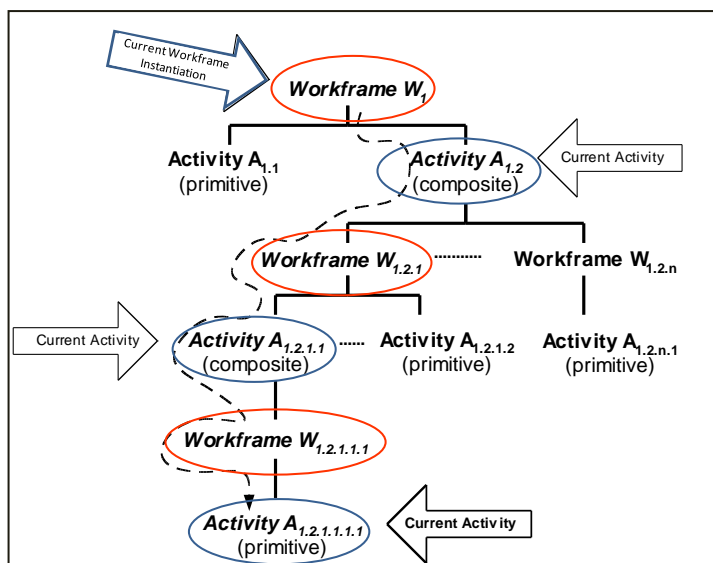 Current Workframe
Instantiation
Workframe W1
Activity A1.1
(primitive)
Activity A1.2
(composite)
Current Activity
Workframe W1.2.1
Workframe W1.2.n
Current Activity
Activity A1.2.1.1
(composite)
Activity A1.2.1.2
(primitive)
Activity A1.2.n.1
(primitive)
Workframe W1.2.1.1.1
Activity A1.2.1.1.1.1
(primitive)
Current Activity